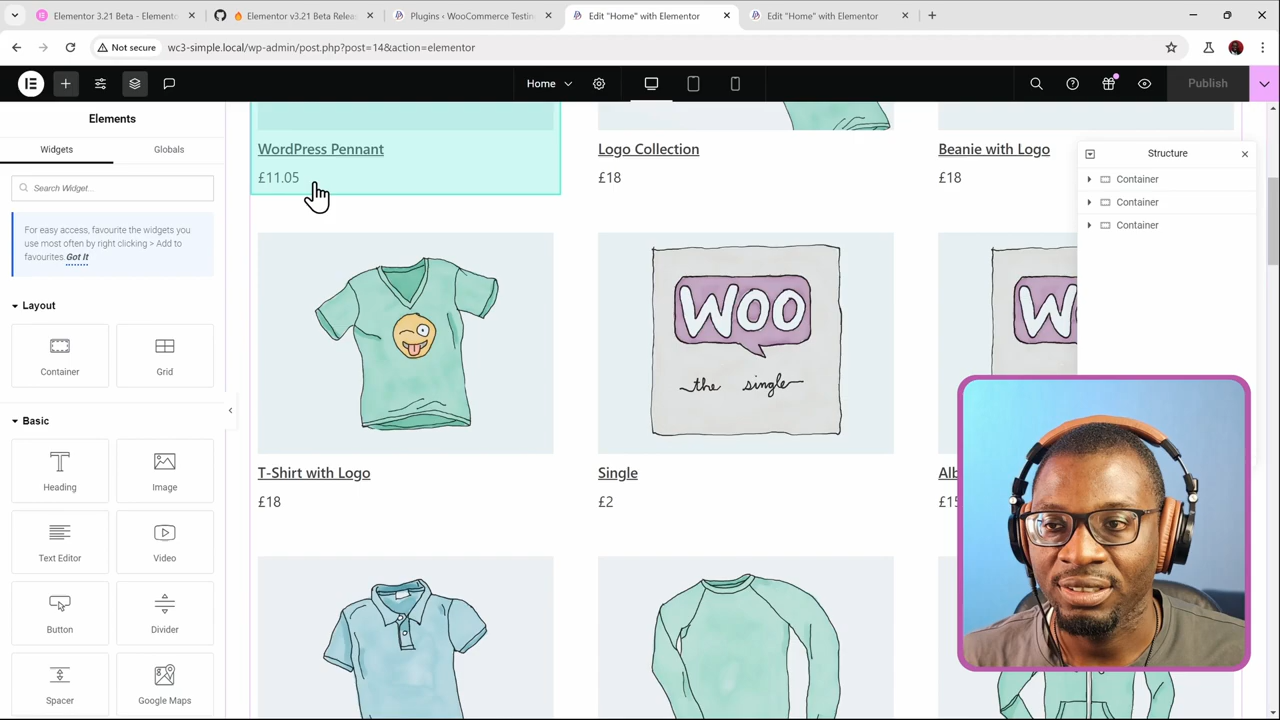 Elementor 3.21 Beta - Elemento
Elementor v3.21 Beta Relea
Plugins ‹ WooCommerce Testin
Edit "Home" with Elementor
Edit "Home" with Elementor
Not secure
wc3-simple.local/wp-admin/post.php?post=14&action=elementor
Home
Publish
Elements
Widgets
Globals
Search Widget...
For easy access, favourite the widgets you
use most often by right clicking > Add to
favourites. Got It
Layout
Container
Grid
Basic
Heading
Image
Text Editor
Video
Button
Divider
Spacer
Google Maps
WordPress Pennant
£11.05
Logo Collection
£18
Beanie with Logo
£18
WOO
the single
T-Shirt with Logo
£18
Single
£2
Alb
£15
Structure
Container
Container
Container